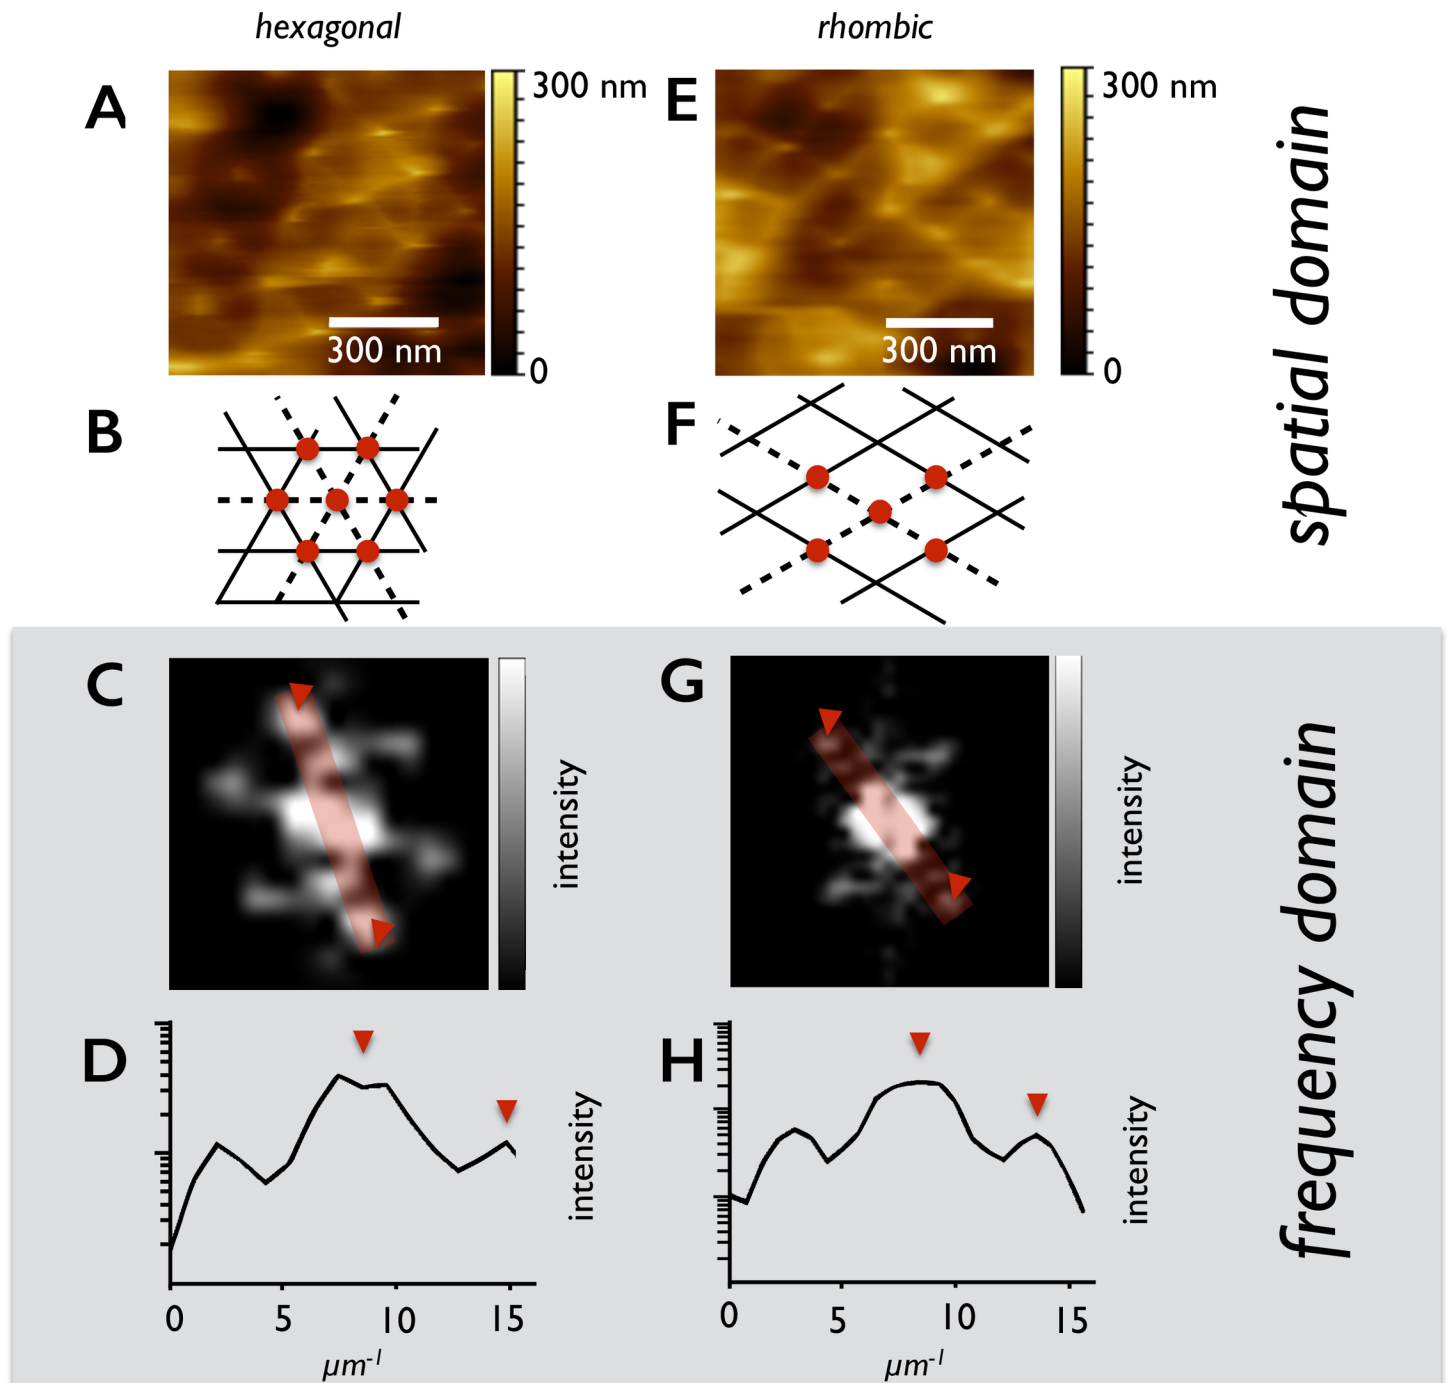 hexagonal
rhombic
A
300 nm
0
300 nm
E
300 nm
0
300 nm
spatial domain
B
F
C
intensity
G
intensity
frequency domain
D
intensity
0 5 10 15
μm⁻¹
H
intensity
0 5 10 15
μm⁻¹